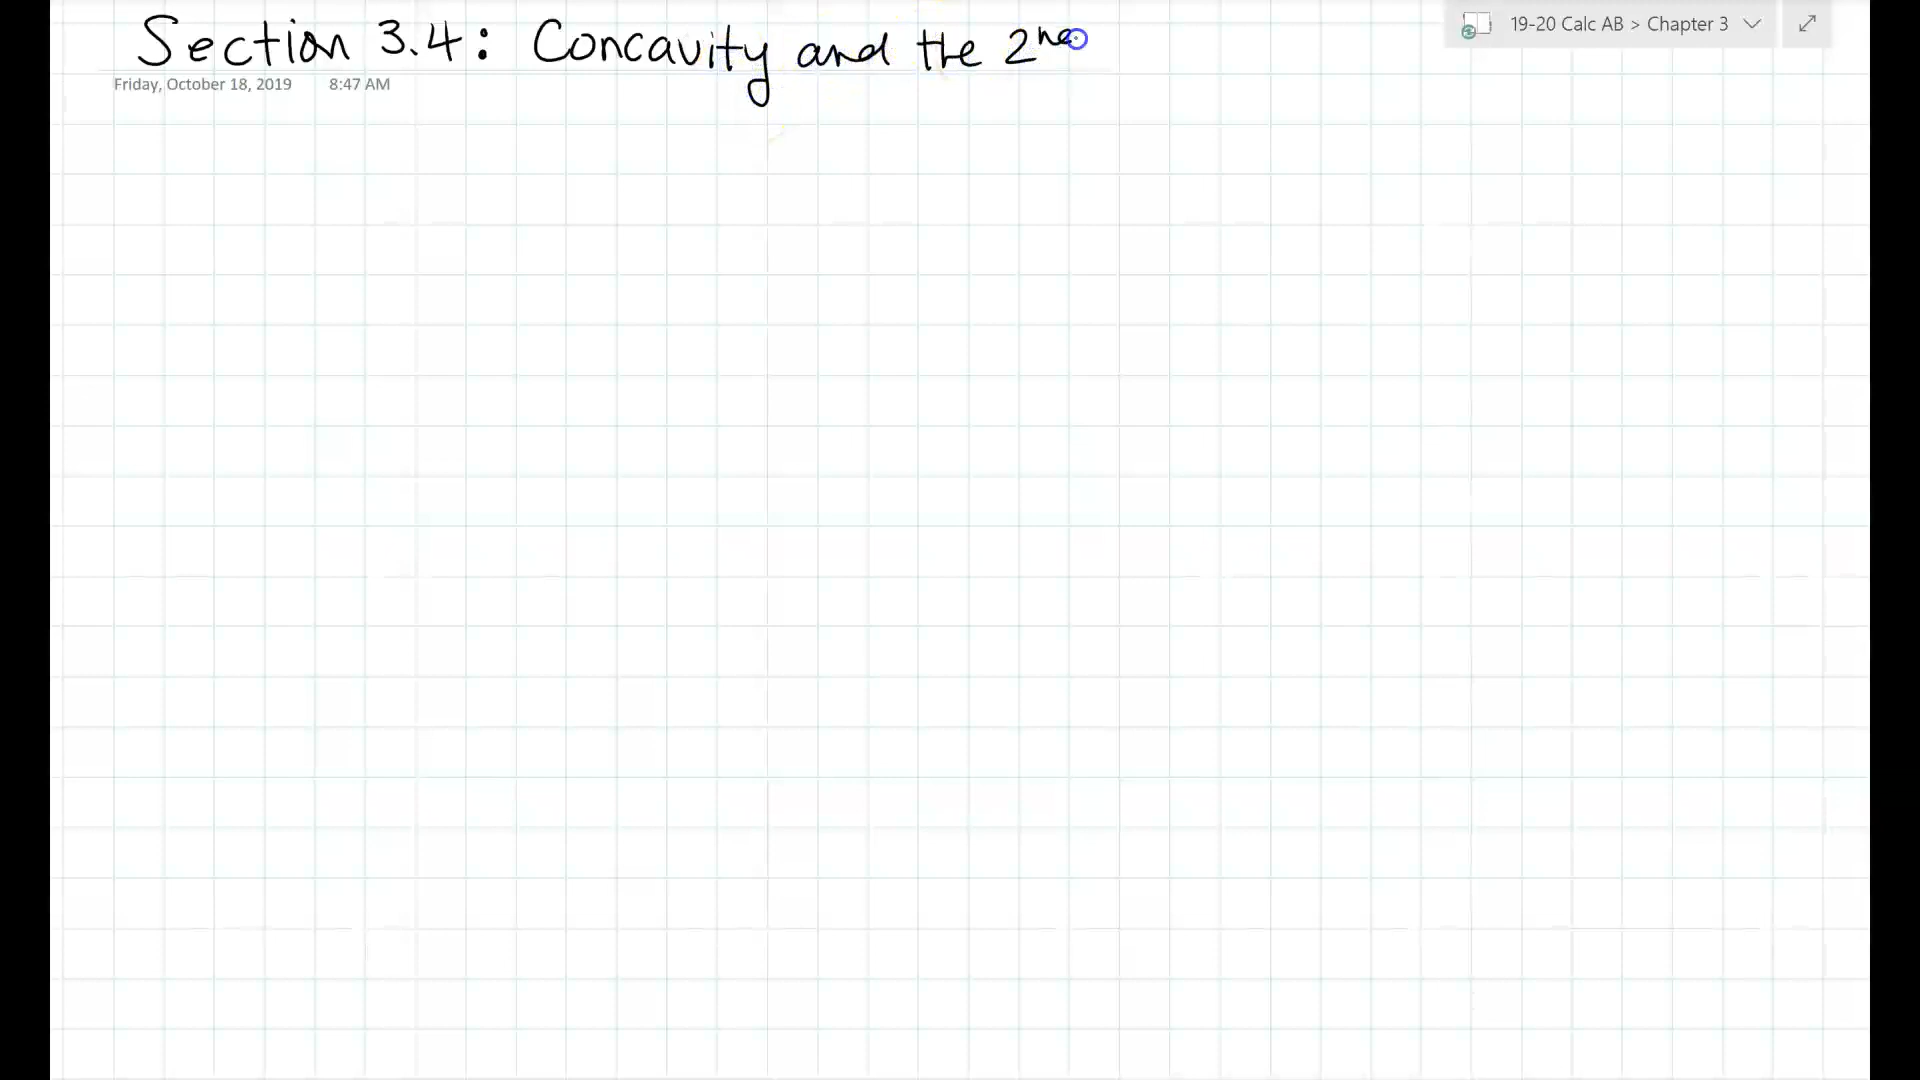 Section 3.4: Concavity and the 2nd
Friday, October 18, 2019 8:47 AM
19-20 Calc AB > Chapter 3